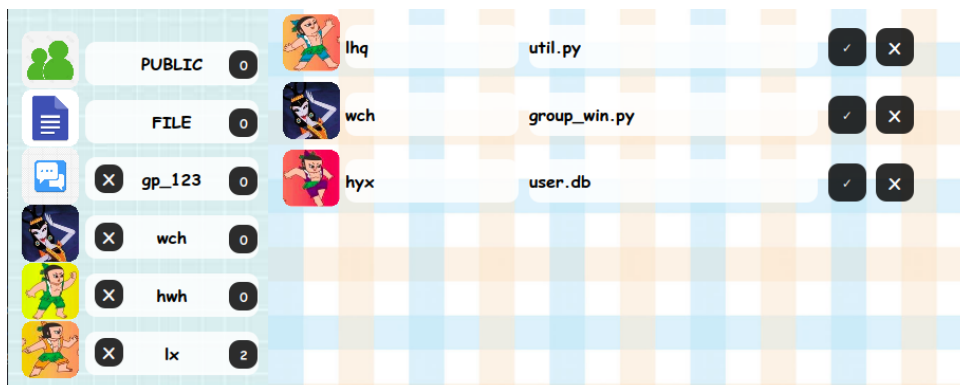 PUBLIC 0
FILE 0
X gp_123 0
X wch 0
X hwh 0
X lx 2
lhq util.py ✓ X
wch group_win.py ✓ X
hyx user.db ✓ X